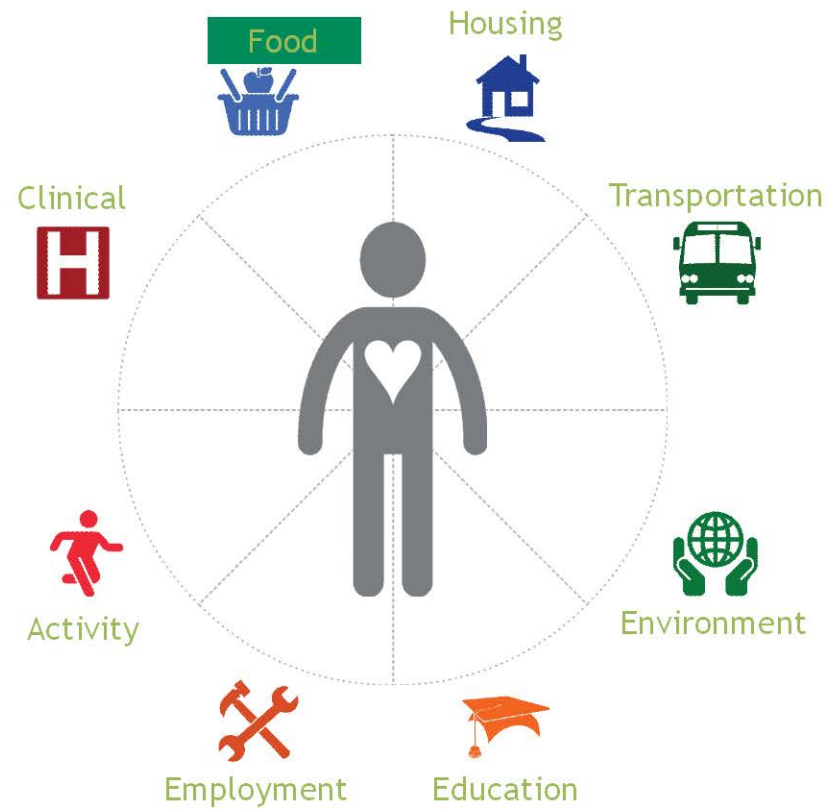 Food
Housing
Clinical
Transportation
H
Activity
Environment
Employment
Education